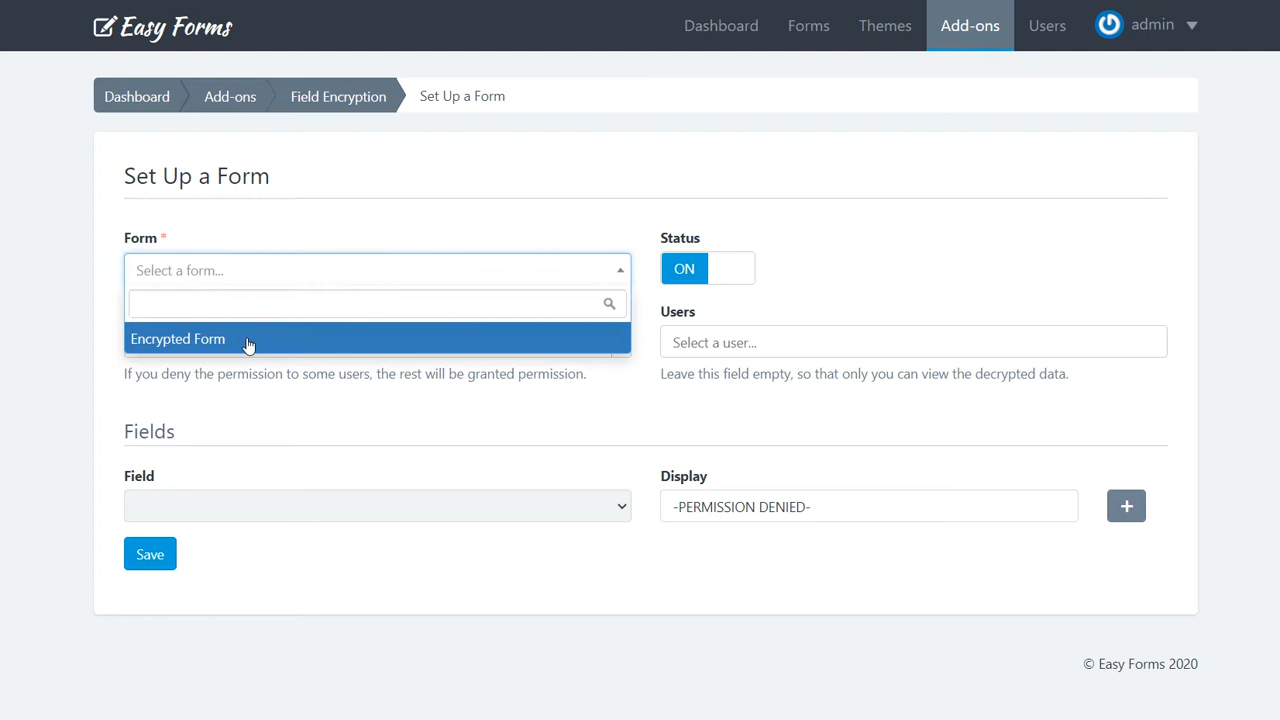 Easy Forms
Dashboard
Forms
Themes
Add-ons
Users
admin
Dashboard
Add-ons
Field Encryption
Set Up a Form
Set Up a Form
Form *
Select a form...
Encrypted Form
If you deny the permission to some users, the rest will be granted permission.
Status
ON
Users
Select a user...
Leave this field empty, so that only you can view the decrypted data.
Fields
Field
Display
-PERMISSION DENIED-
+
Save
© Easy Forms 2020